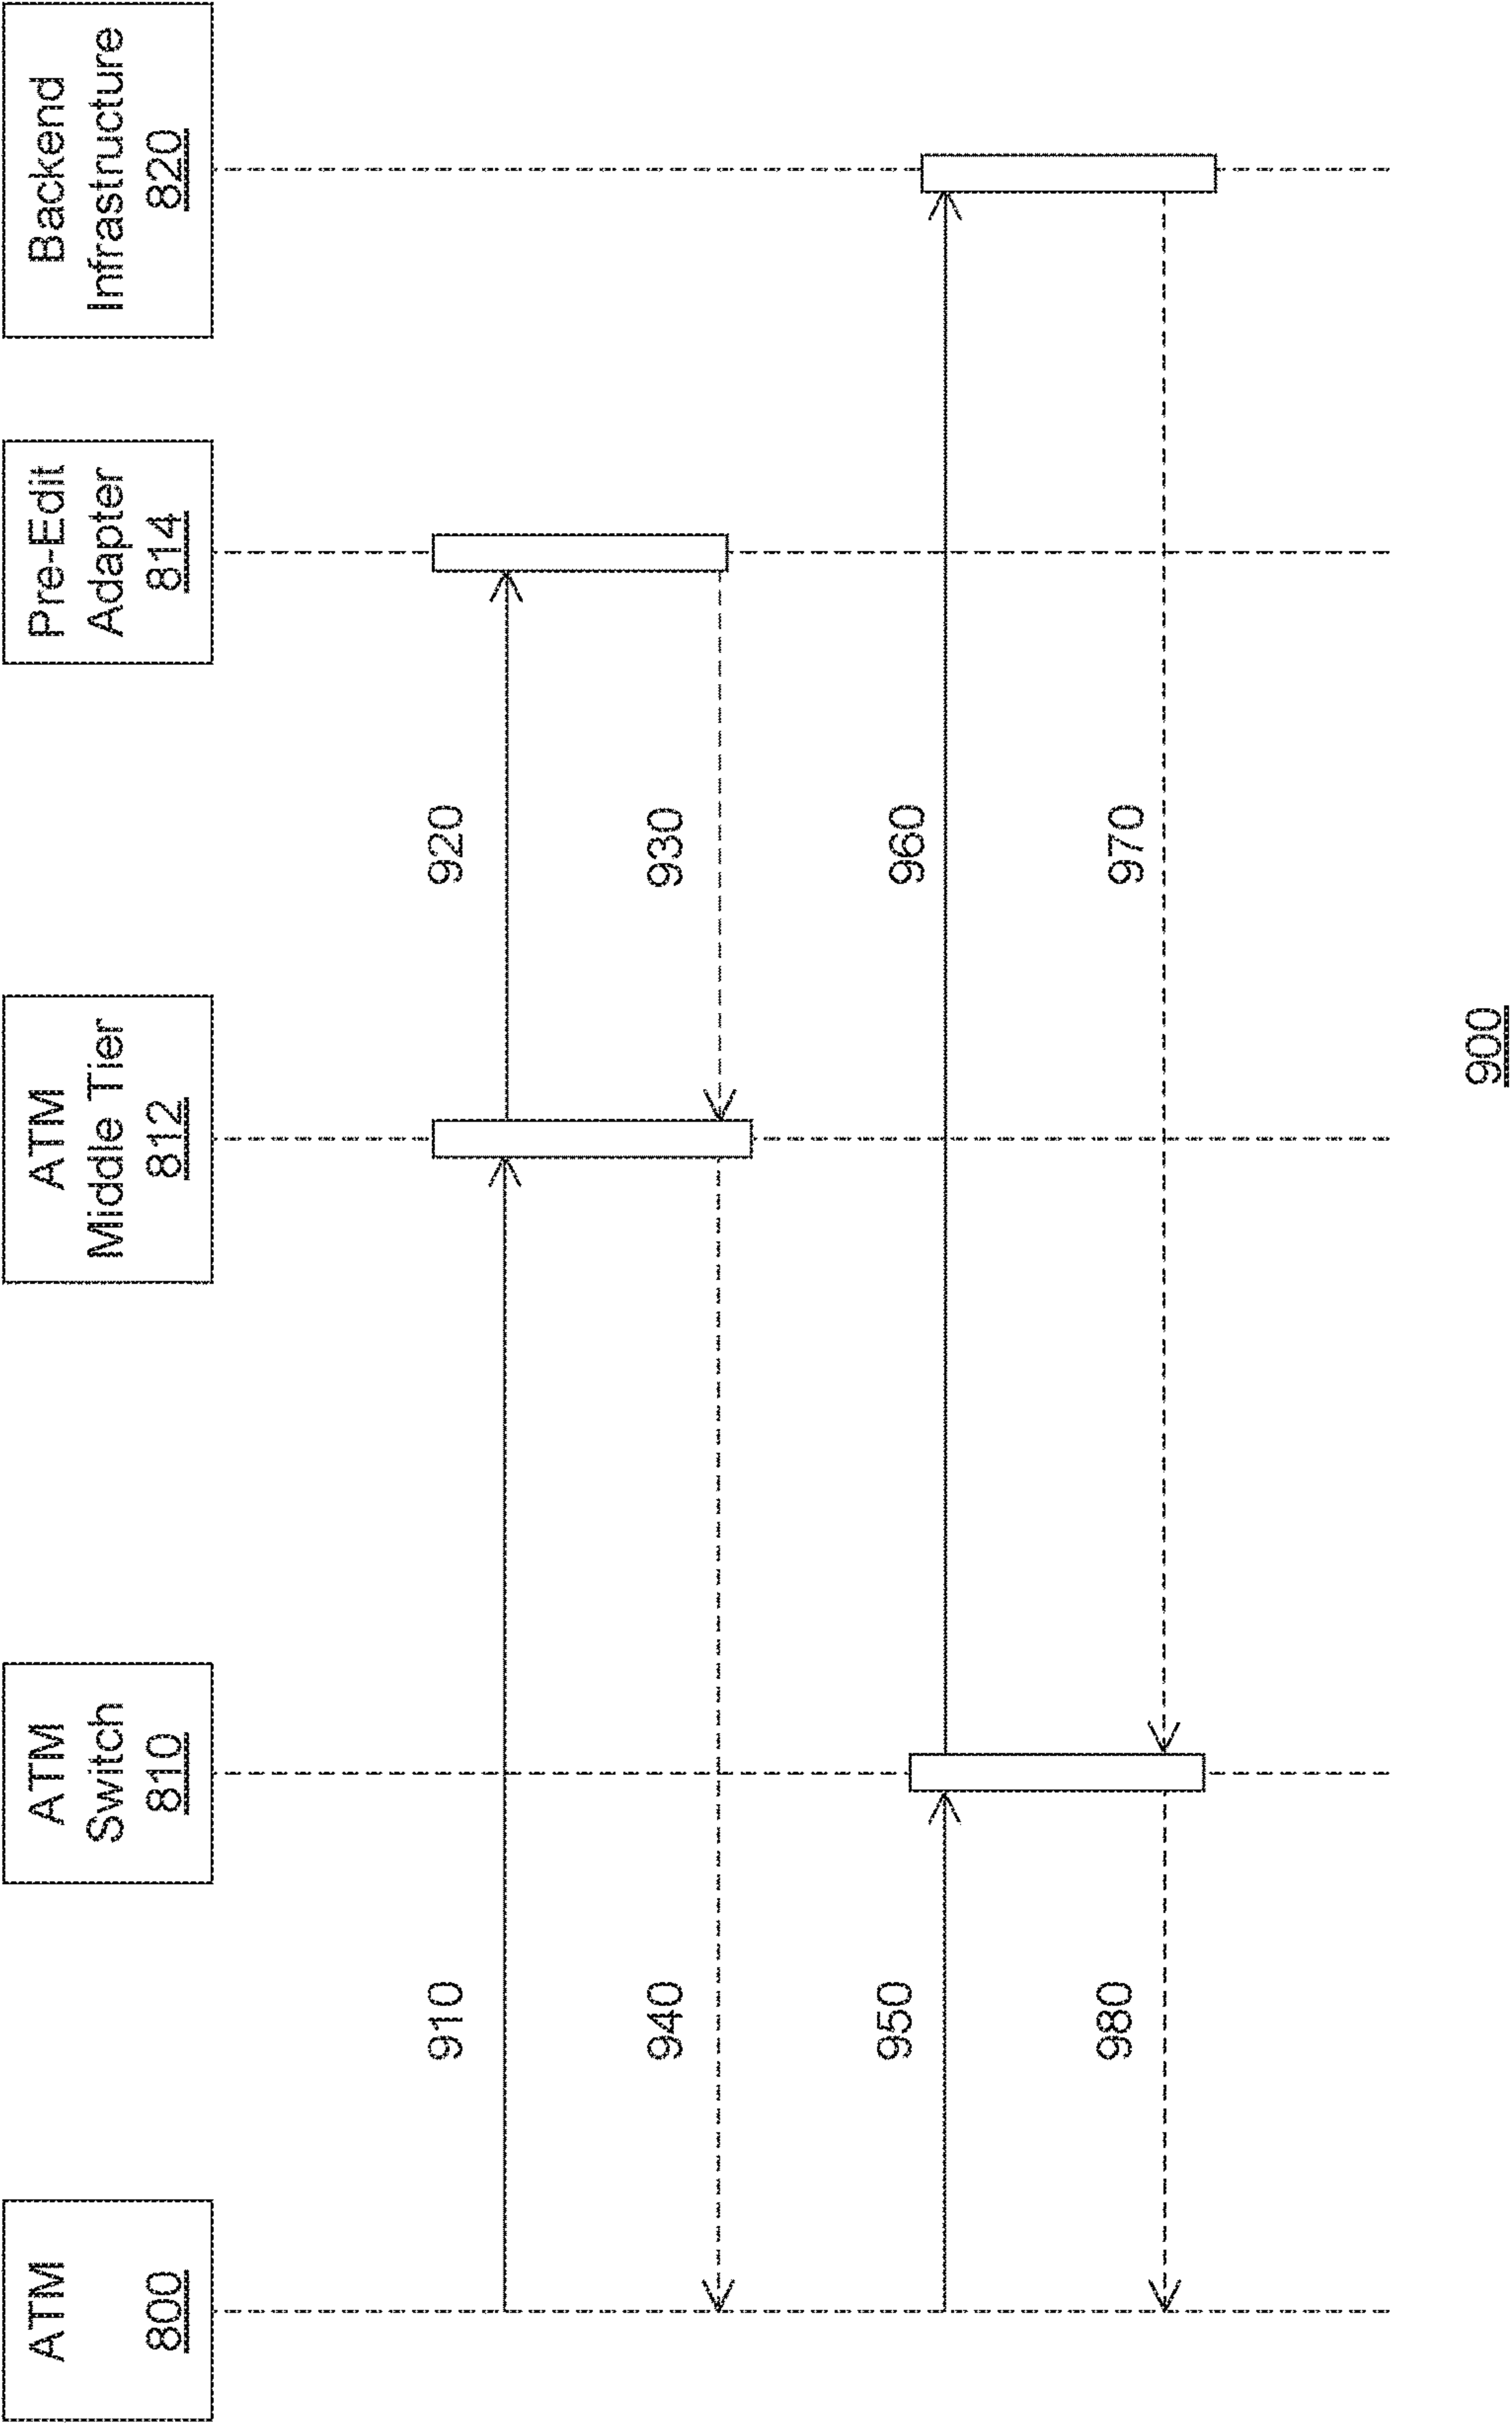 ATM
800
ATM
Switch
810
ATM
Middle Tier
812
Pre-Edit
Adapter
814
Backend
Infrastructure
820
910
920
940
930
950
960
980
970
900